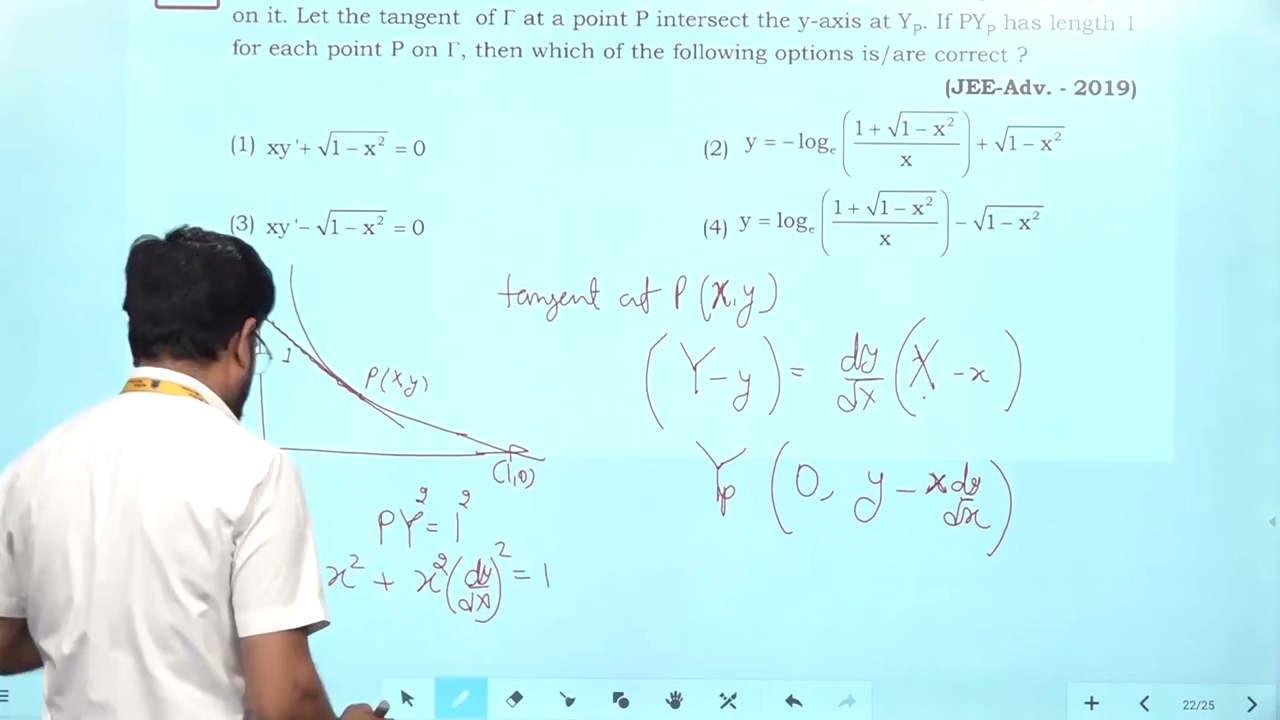 on it. Let the tangent of Γ at a point P intersect the y-axis at Y_P. If PY_P has length 1
for each point P on Γ, then which of the following options is/are correct ?
(JEE-Adv. - 2019)
(1) xy'+ √(1 – x²) = 0
(2) y = –logₑ((1 + √(1 – x²))/x) + √(1 – x²)
(3) xy'– √(1 – x²) = 0
(4) y = logₑ((1 + √(1 – x²))/x) – √(1 – x²)
tangent at P (x,y)
1
P(x,y)
(Y–y) = dy/dx (X –x)
(1,0)
Y_P (0, y – x dy/dx)
PY² = 1²
x² + x²(dy/dx)² = 1
22/25